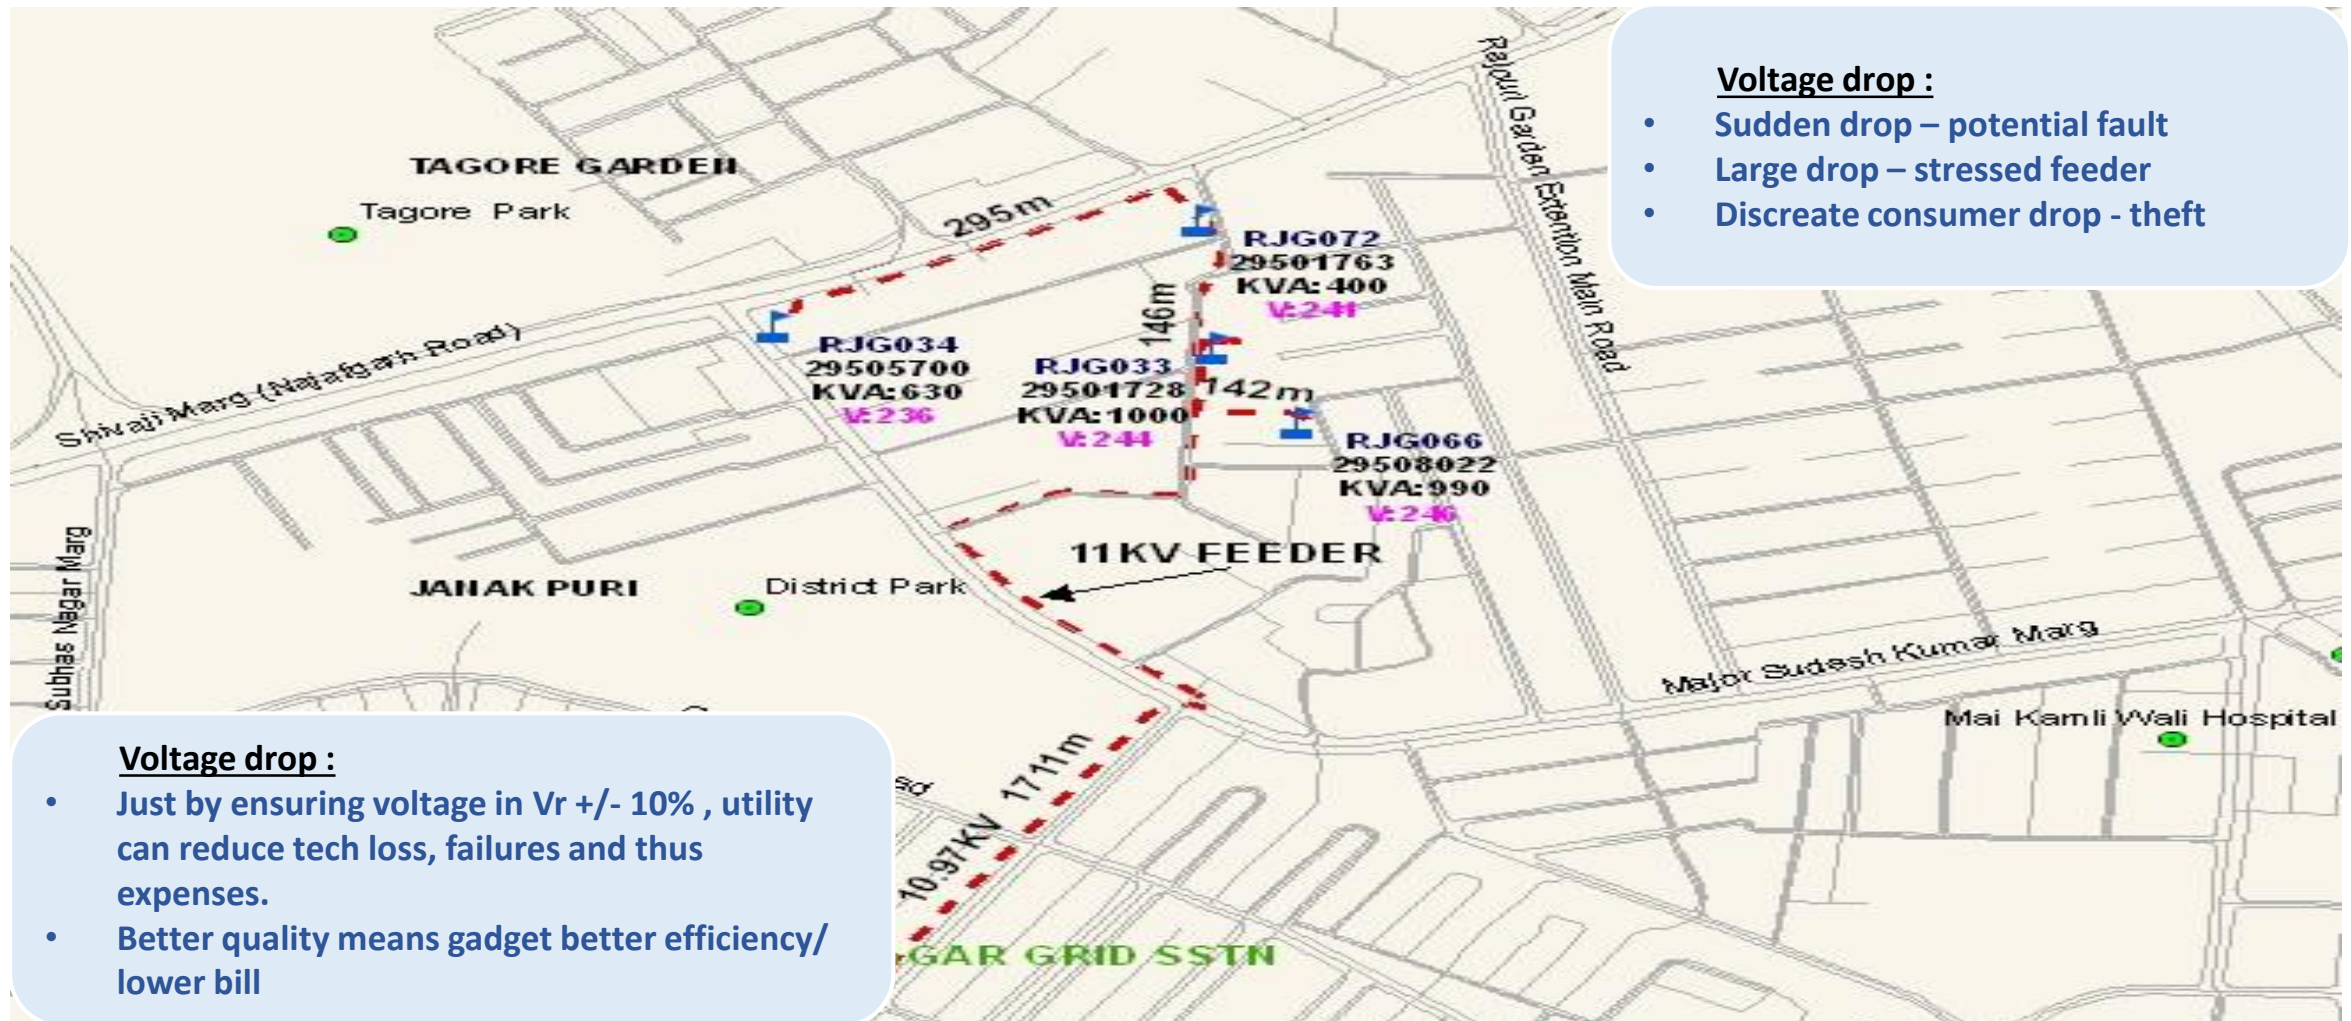 Voltage drop :
• Sudden drop – potential fault
• Large drop – stressed feeder
• Discreate consumer drop - theft
TAGORE GARDEN
Tagore Park
295m
Rajouri Garden Extention Main Road
RJG072
29501763
KVA:400
V:241
146m
Shivaji Marg (Najafgarh Road)
RJG034
29505700
KVA:630
V:236
RJG033
29501728
KVA:1000
V:244
142m
RJG066
29508022
KVA:990
V:246
11KV FEEDER
JANAK PURI
District Park
Subhas Nagar Marg
Major Sudesh Kumar Marg
Mai Kamli Wali Hospital
10.97KV 1711m
GAR GRID SSTN
Voltage drop :
• Just by ensuring voltage in Vr +/- 10% , utility
can reduce tech loss, failures and thus
expenses.
• Better quality means gadget better efficiency/
lower bill